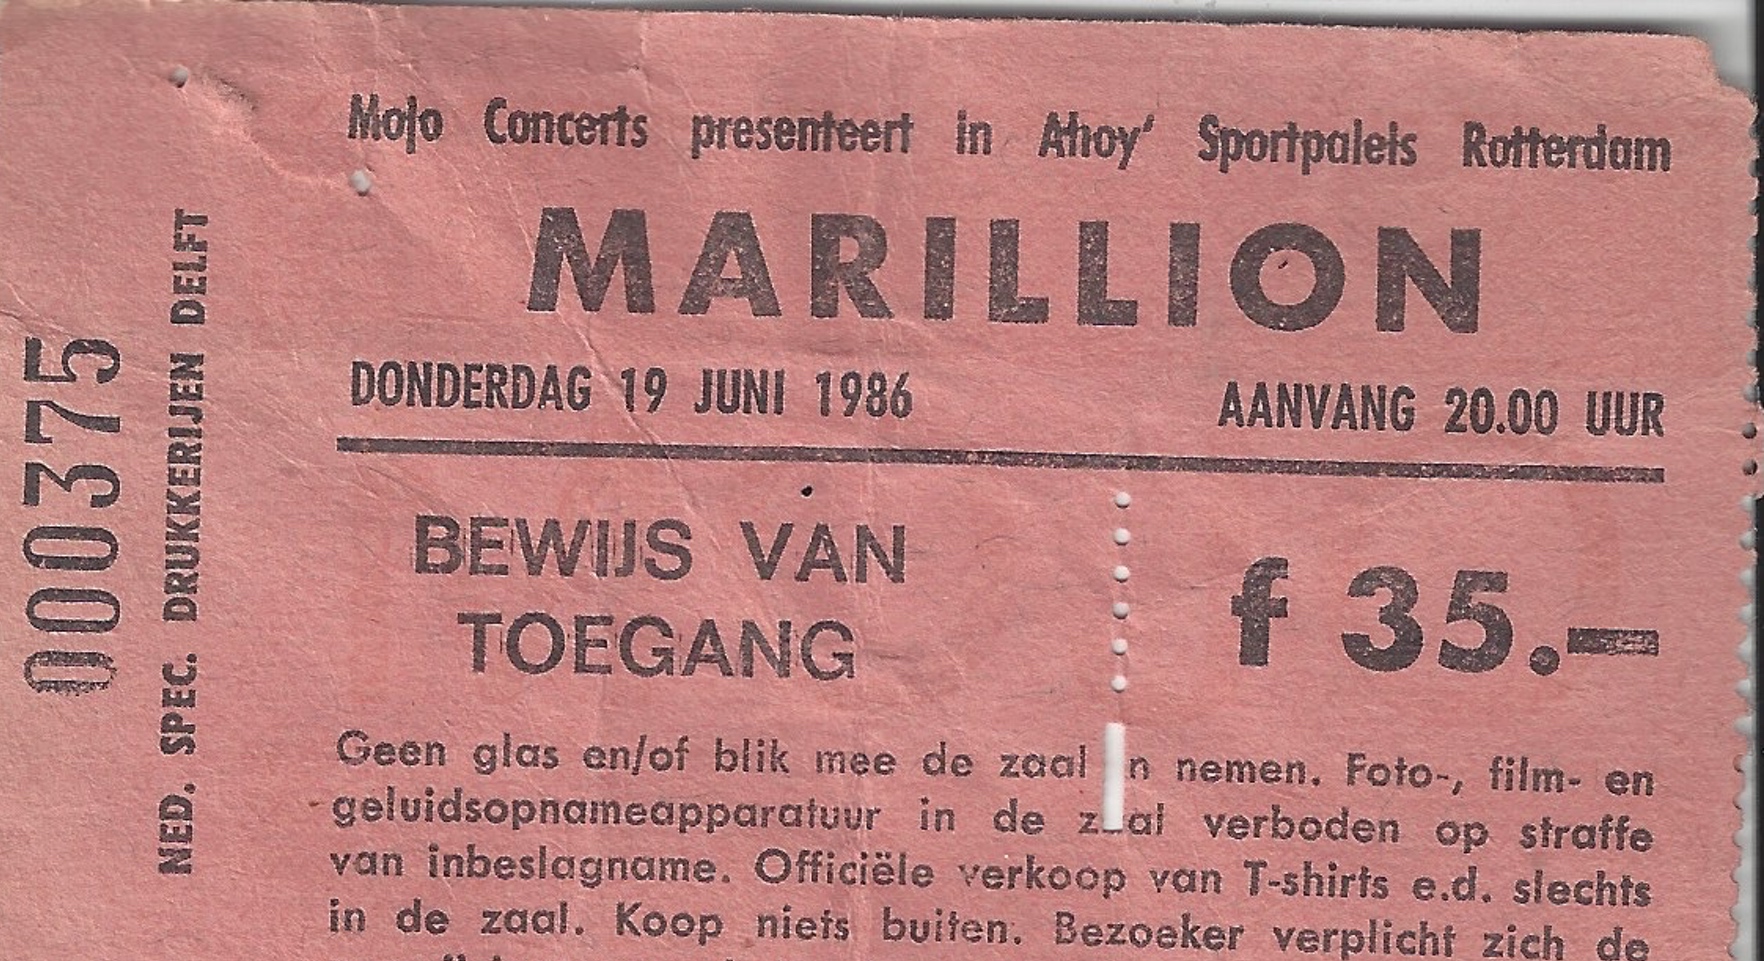 Mojo Concerts presenteert in Ahoy' Sportpaleis Rotterdam
MARILLION
DONDERDAG 19 JUNI 1986 AANVANG 20.00 UUR
BEWIJS VAN
TOEGANG
f 35.–
Geen glas en/of blik mee de zaal n nemen. Foto-, film- en
geluidsopnameapparatuur in de zaal verboden op straffe
van inbeslagname. Officiële verkoop van T-shirts e.d. slechts
in de zaal. Koop niets buiten. Bezoeker verplicht zich de
NED. SPEC. DRUKKERIJEN DELFT
000375